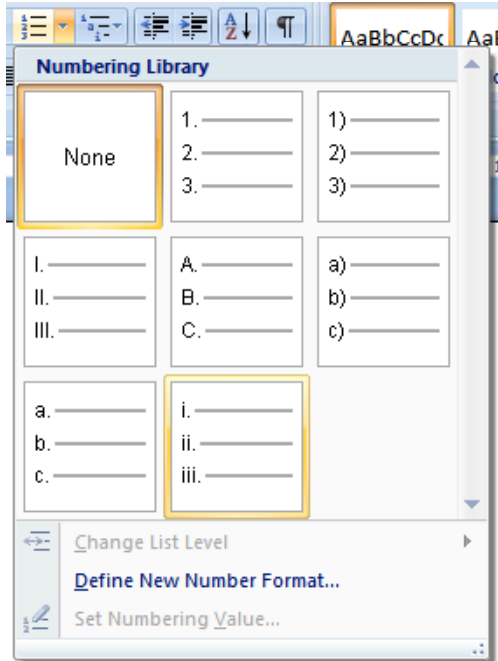 AaBbCcDc Aa
Numbering Library
None
1.
2.
3.
1)
2)
3)
I.
II.
III.
A.
B.
C.
a)
b)
c)
a.
b.
c.
i.
ii.
iii.
Change List Level
Define New Number Format...
Set Numbering Value...